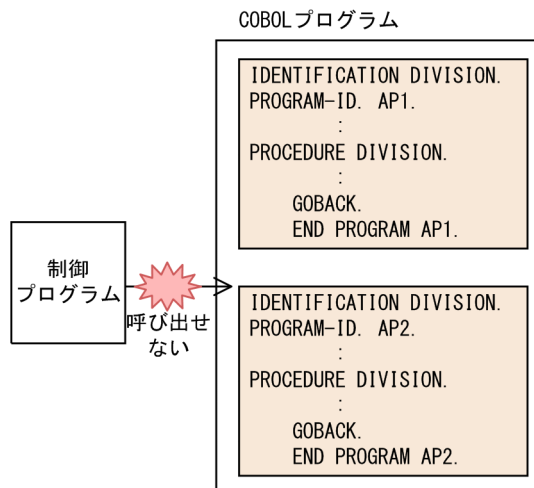 COBOLプログラム
IDENTIFICATION DIVISION.
PROGRAM-ID. AP1.
:
PROCEDURE DIVISION.
:
GOBACK.
END PROGRAM AP1.
制御
プログラム
呼び出せ
ない
IDENTIFICATION DIVISION.
PROGRAM-ID. AP2.
:
PROCEDURE DIVISION.
:
GOBACK.
END PROGRAM AP2.